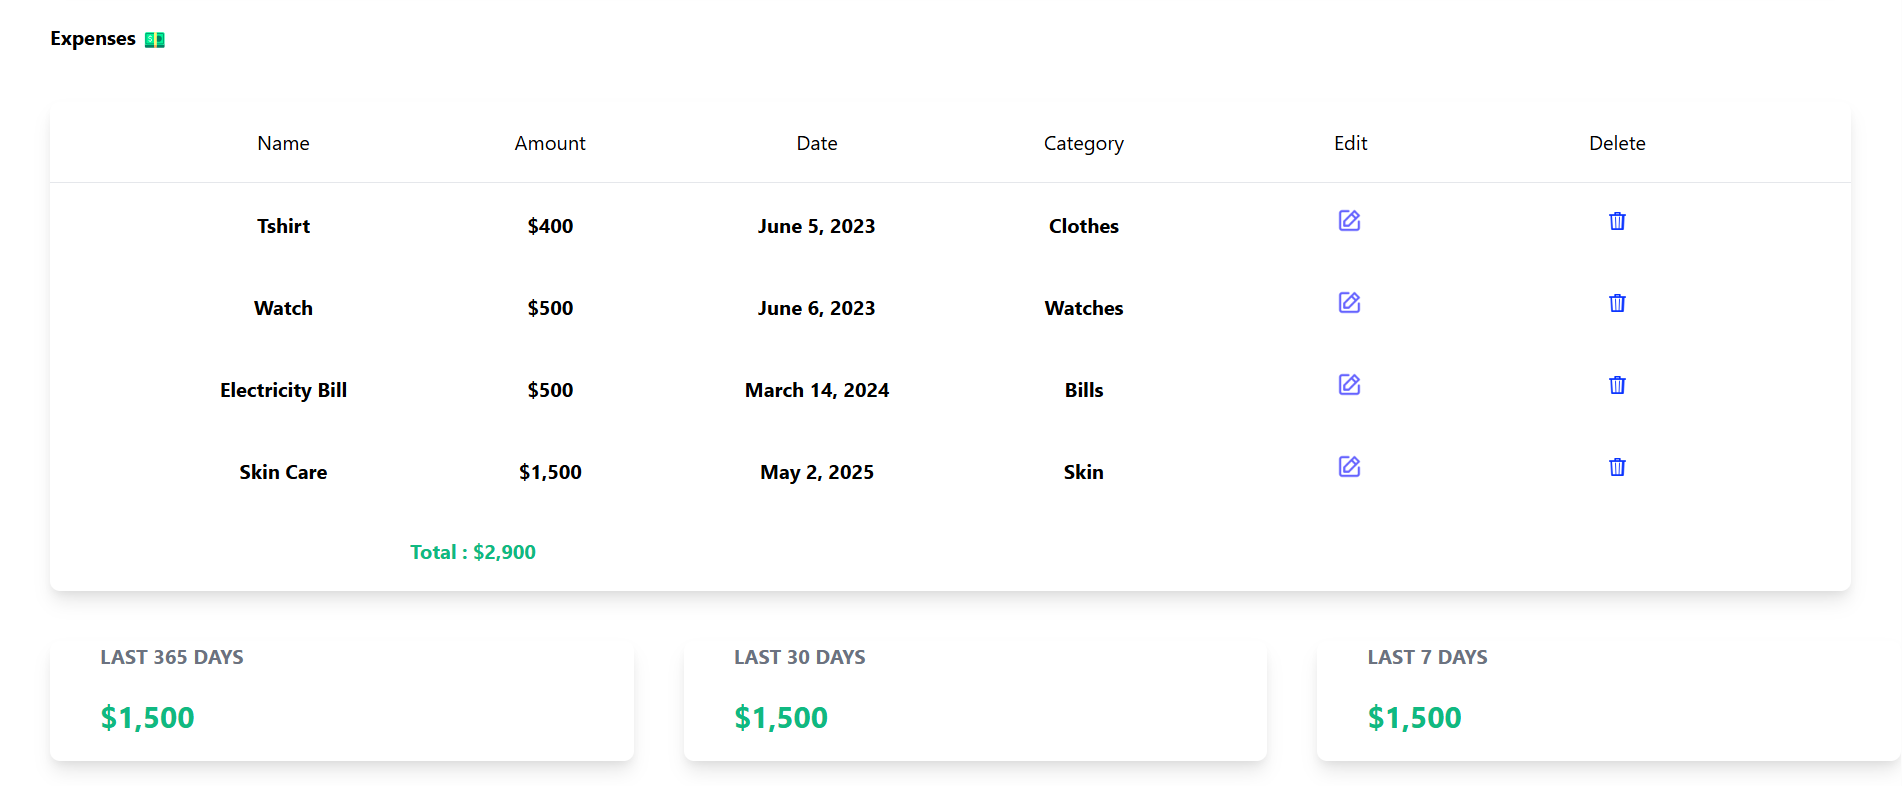 Expenses 💵
Name Amount Date Category Edit Delete
Tshirt $400 June 5, 2023 Clothes
Watch $500 June 6, 2023 Watches
Electricity Bill $500 March 14, 2024 Bills
Skin Care $1,500 May 2, 2025 Skin
Total : $2,900
LAST 365 DAYS LAST 30 DAYS LAST 7 DAYS
$1,500 $1,500 $1,500